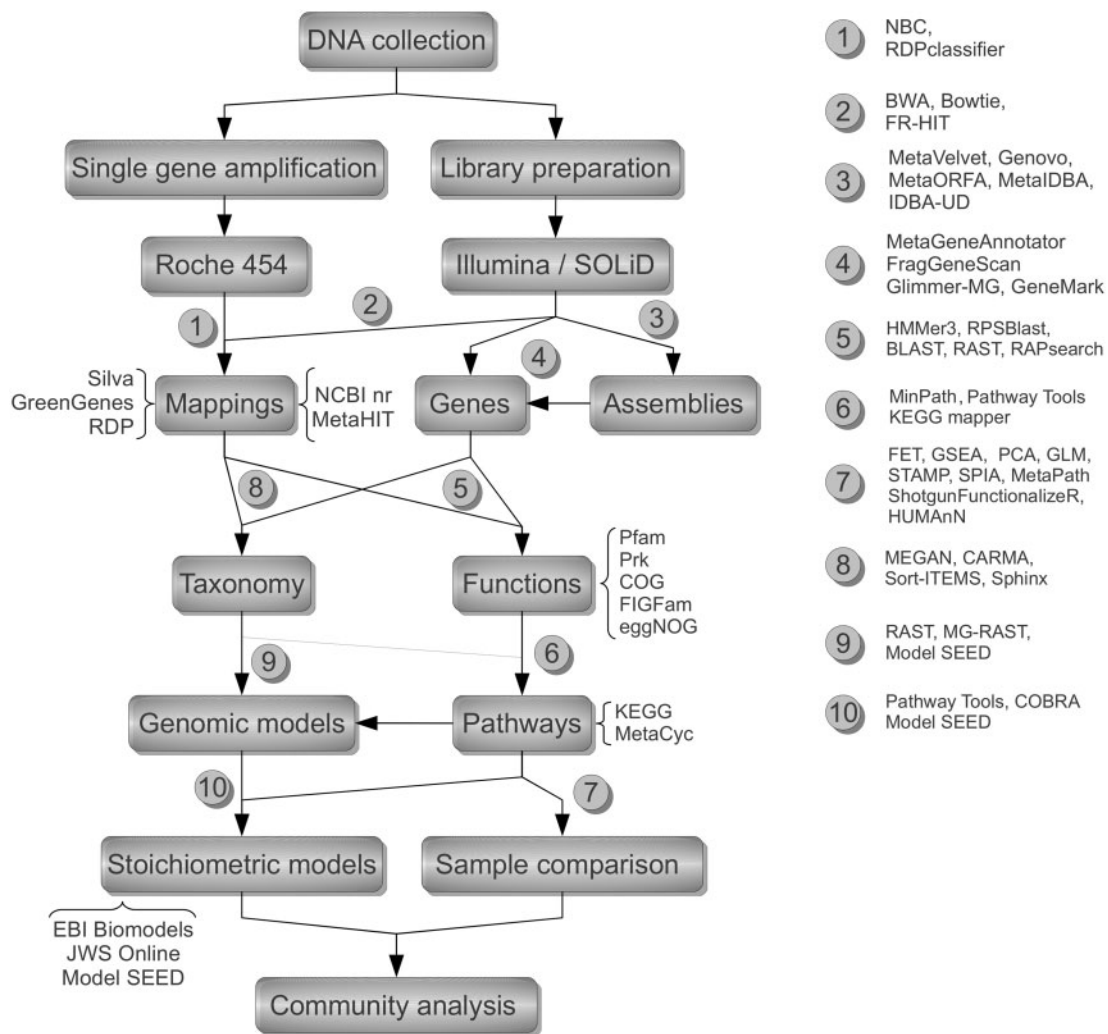 DNA collection
Single gene amplification
Library preparation
Roche 454
Illumina / SOLiD
1
2
3
4
Silva
GreenGenes
RDP
Mappings
NCBI nr
MetaHIT
Genes
Assemblies
8
5
Taxonomy
Functions
Pfam
Prk
COG
FIGFam
eggNOG
9
6
Genomic models
Pathways
KEGG
MetaCyc
10
7
Stoichiometric models
Sample comparison
EBI Biomodels
JWS Online
Model SEED
Community analysis
1
NBC,
RDPclassifier
2
BWA, Bowtie,
FR-HIT
3
MetaVelvet, Genovo,
MetaORFA, MetaIDBA,
IDBA-UD
4
MetaGeneAnnotator
FragGeneScan
Glimmer-MG, GeneMark
5
HMMer3, RPSBlast,
BLAST, RAST, RAPsearch
6
MinPath, Pathway Tools
KEGG mapper
7
FET, GSEA, PCA, GLM,
STAMP, SPIA, MetaPath
ShotgunFunctionalizeR,
HUMAnN
8
MEGAN, CARMA,
Sort-ITEMS, Sphinx
9
RAST, MG-RAST,
Model SEED
10
Pathway Tools, COBRA
Model SEED